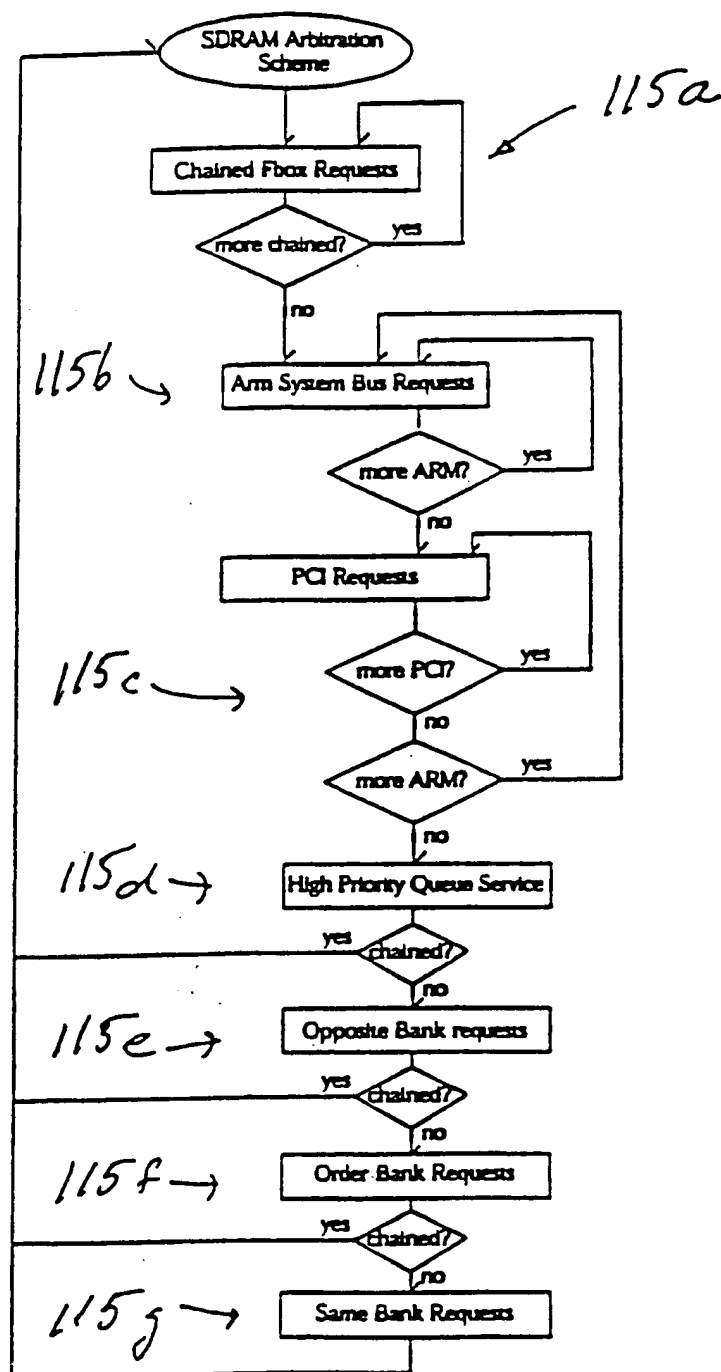 SDRAM Arbitration
Scheme
115a
Chained Fbox Requests
more chained?
yes
no
115b
Arm System Bus Requests
more ARM?
yes
no
PCI Requests
115c
more PCI?
yes
no
more ARM?
yes
no
115d
High Priority Queue Service
yes
chained?
no
115e
Opposite Bank requests
yes
chained?
no
115f
Order Bank Requests
yes
chained?
no
115g
Same Bank Requests